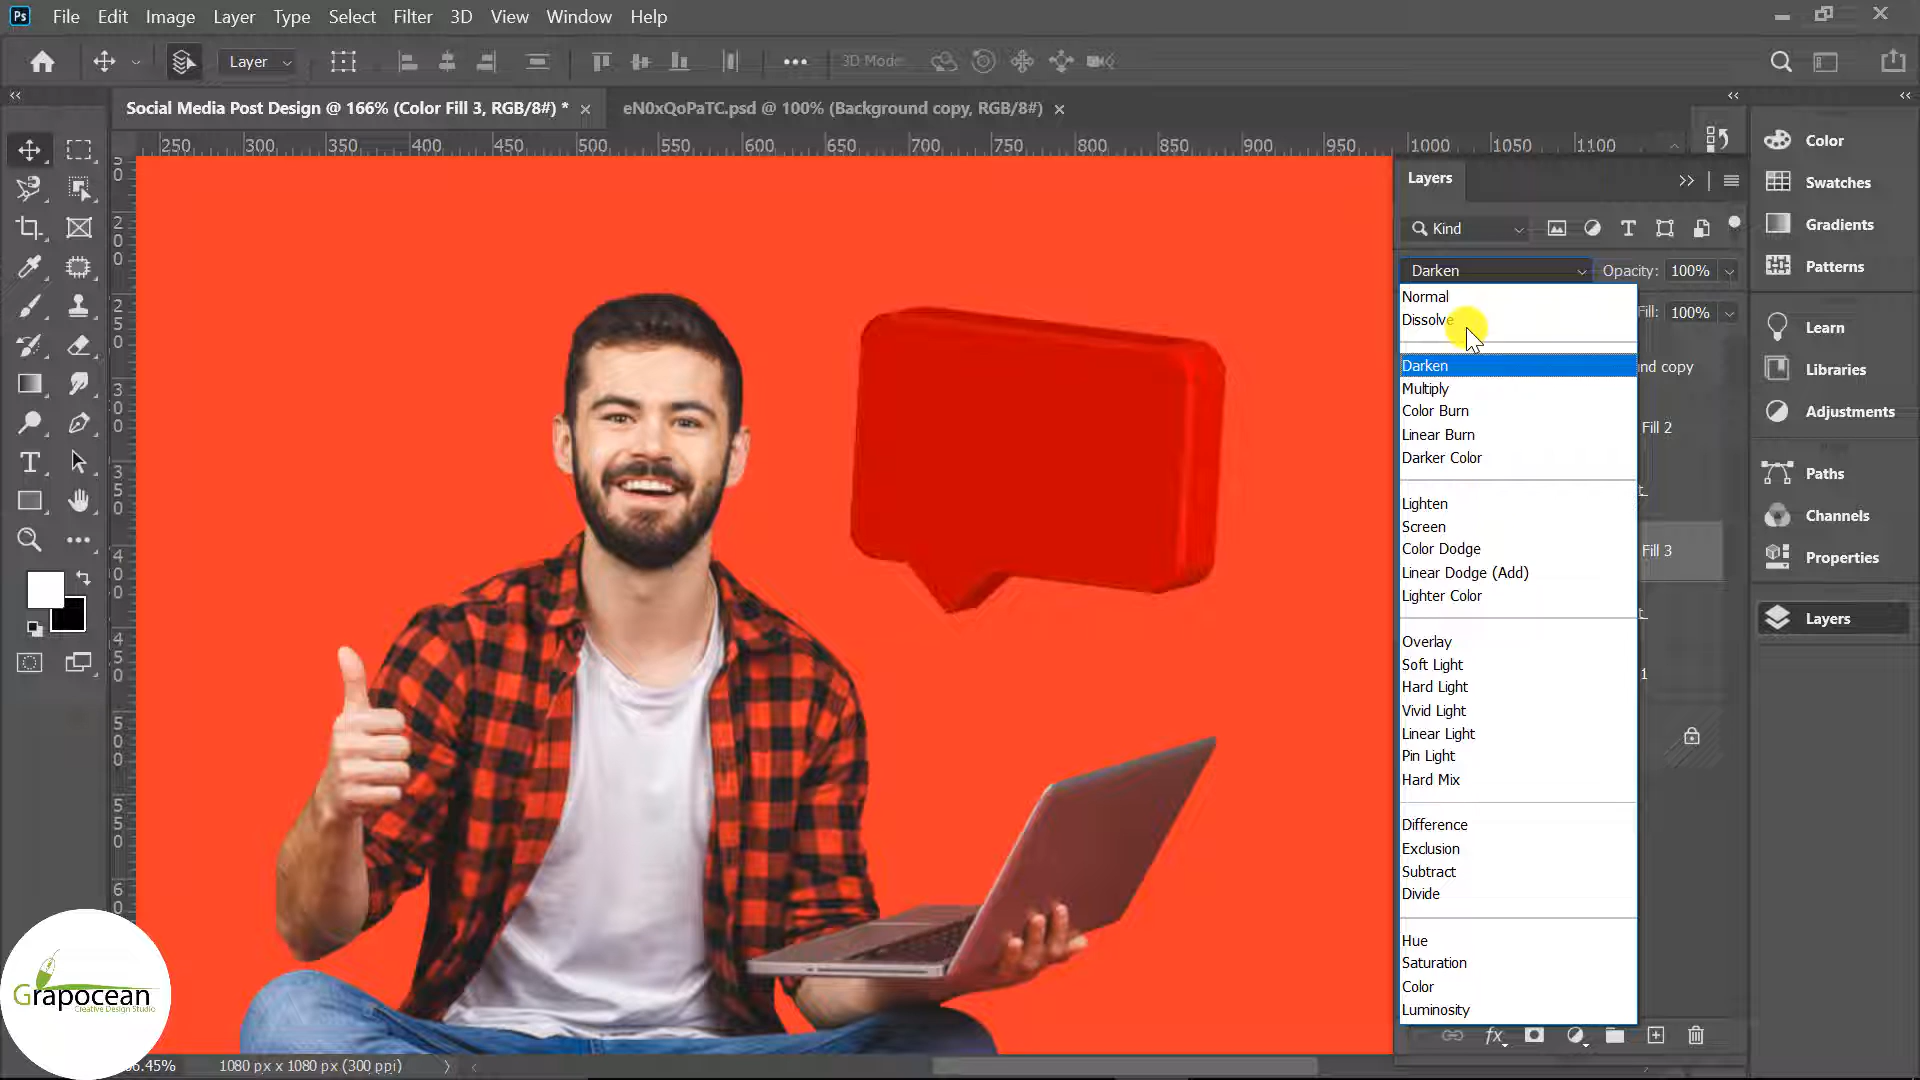 Ps File Edit Image Layer Type Select Filter 3D View Window Help
Layer 3D Mode
Social Media Post Design @ 166% (Color Fill 3, RGB/8#) * eN0xQoPaTC.psd @ 100% (Background copy, RGB/8#)
250 300 350 400 450 500 550 600 650 700 750 800 850 900 950 1000 1050 1100
Layers
Kind
Darken Opacity: 100%
Fill: 100%
Normal
Dissolve
Darken
Multiply
Color Burn
Linear Burn
Darker Color
Lighten
Screen
Color Dodge
Linear Dodge (Add)
Lighter Color
Overlay
Soft Light
Hard Light
Vivid Light
Linear Light
Pin Light
Hard Mix
Difference
Exclusion
Subtract
Divide
Hue
Saturation
Color
Luminosity
nd copy
Fill 2
Fill 3
1
fx
Color
Swatches
Gradients
Patterns
Learn
Libraries
Adjustments
Paths
Channels
Properties
Layers
Grapocean
Creative Design Studio
6.45% 1080 px x 1080 px (300 ppi)